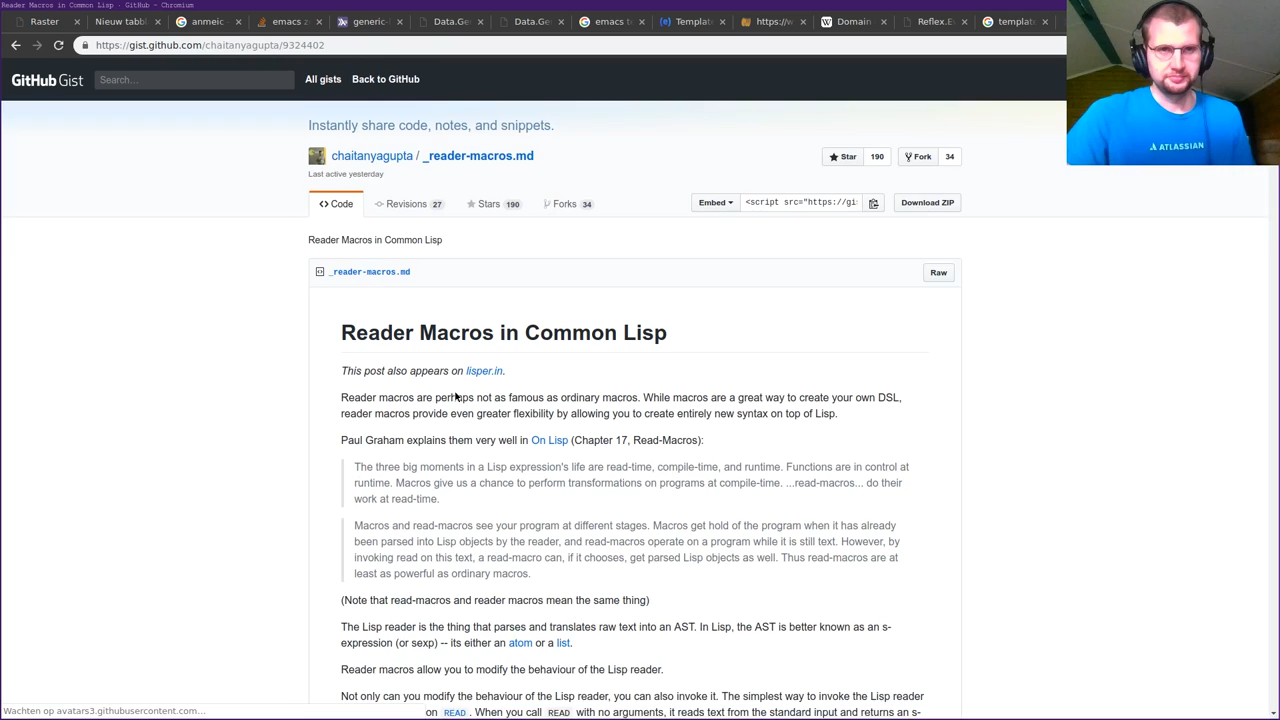 Reader Macros in Common Lisp · GitHub - Chromium
Raster
Nieuw tabbl
anmeic
emacs z
generic-
Data.Ge
Data.Ge
emacs t
Template
https://w
Domain
Reflex.E
template
https://gist.github.com/chaitanyagupta/9324402
GitHub Gist
Search…
All gists
Back to GitHub
Instantly share code, notes, and snippets.
chaitanyagupta / _reader-macros.md
Star 190
Fork 34
Last active yesterday
Code
Revisions 27
Stars 190
Forks 34
Embed
<script src="https://gi
Download ZIP
Reader Macros in Common Lisp
_reader-macros.md
Raw
Reader Macros in Common Lisp
This post also appears on lisper.in.
Reader macros are perhaps not as famous as ordinary macros. While macros are a great way to create your own DSL,
reader macros provide even greater flexibility by allowing you to create entirely new syntax on top of Lisp.
Paul Graham explains them very well in On Lisp (Chapter 17, Read-Macros):
The three big moments in a Lisp expression's life are read-time, compile-time, and runtime. Functions are in control at
runtime. Macros give us a chance to perform transformations on programs at compile-time. ...read-macros... do their
work at read-time.
Macros and read-macros see your program at different stages. Macros get hold of the program when it has already
been parsed into Lisp objects by the reader, and read-macros operate on a program while it is still text. However, by
invoking read on this text, a read-macro can, if it chooses, get parsed Lisp objects as well. Thus read-macros are at
least as powerful as ordinary macros.
(Note that read-macros and reader macros mean the same thing)
The Lisp reader is the thing that parses and translates raw text into an AST. In Lisp, the AST is better known as an s-
expression (or sexp) -- its either an atom or a list.
Reader macros allow you to modify the behaviour of the Lisp reader.
Not only can you modify the behaviour of the Lisp reader, you can also invoke it. The simplest way to invoke the Lisp reader
on READ. When you call READ with no arguments, it reads text from the standard input and returns an s-
Wachten op avatars3.githubusercontent.com...
ATLASSIAN